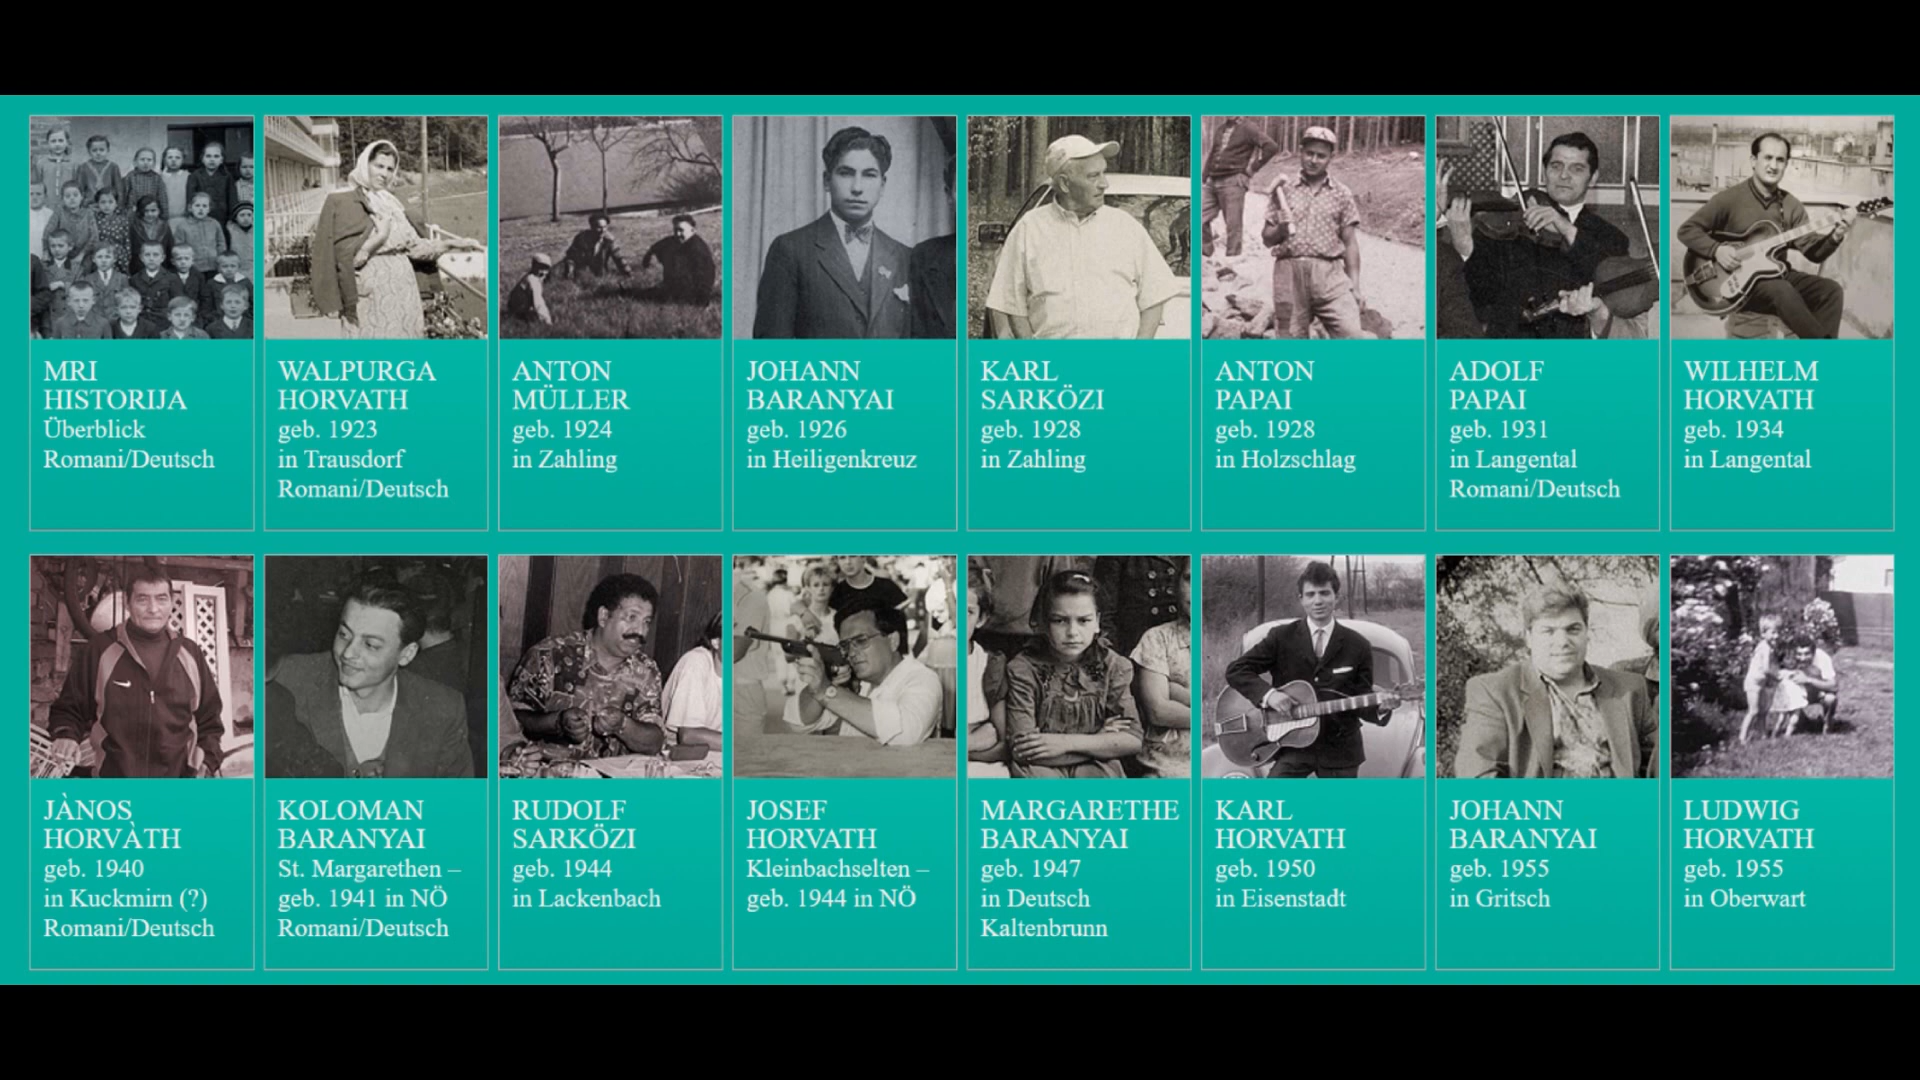 MRI
HISTORIJA
Überblick
Romani/Deutsch
WALPURGA
HORVATH
geb. 1923
in Trausdorf
Romani/Deutsch
ANTON
MÜLLER
geb. 1924
in Zahling
JOHANN
BARANYAI
geb. 1926
in Heiligenkreuz
KARL
SARKÖZI
geb. 1928
in Zahling
ANTON
PAPAI
geb. 1928
in Holzschlag
ADOLF
PAPAI
geb. 1931
in Langental
Romani/Deutsch
WILHELM
HORVATH
geb. 1934
in Langental
JÀNOS
HORVÀTH
geb. 1940
in Kuckmirn (?)
Romani/Deutsch
KOLOMAN
BARANYAI
St. Margarethen –
geb. 1941 in NÖ
Romani/Deutsch
RUDOLF
SARKÖZI
geb. 1944
in Lackenbach
JOSEF
HORVATH
Kleinbachselten –
geb. 1944 in NÖ
MARGARETHE
BARANYAI
geb. 1947
in Deutsch
Kaltenbrunn
KARL
HORVATH
geb. 1950
in Eisenstadt
JOHANN
BARANYAI
geb. 1955
in Gritsch
LUDWIG
HORVATH
geb. 1955
in Oberwart